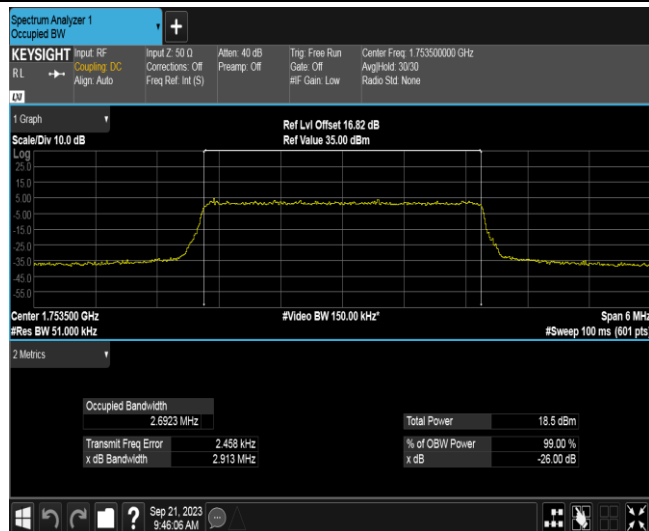 Spectrum Analyzer 1
Occupied BW
+
KEYSIGHT Input: RF Input Z: 50 Ω Atten: 40 dB Trig: Free Run Center Freq: 1.753500000 GHz
RL Coupling: DC Corrections: Off Preamp: Off Gate: Off Avg|Hold: 30/30
Align: Auto Freq Ref: Int (S) #IF Gain: Low Radio Std: None
1 Graph
Ref Lvl Offset 16.82 dB
Scale/Div 10.0 dB Ref Value 35.00 dBm
Log
25.0
15.0
5.00
-5.00
-15.0
-25.0
-35.0
-45.0
-55.0
Center 1.753500 GHz #Video BW 150.00 kHz* Span 6 MHz
#Res BW 51.000 kHz #Sweep 100 ms (601 pts)
2 Metrics
Occupied Bandwidth
2.6923 MHz Total Power 18.5 dBm
Transmit Freq Error 2.458 kHz % of OBW Power 99.00 %
x dB Bandwidth 2.913 MHz x dB -26.00 dB
? Sep 21, 2023
9:46:06 AM